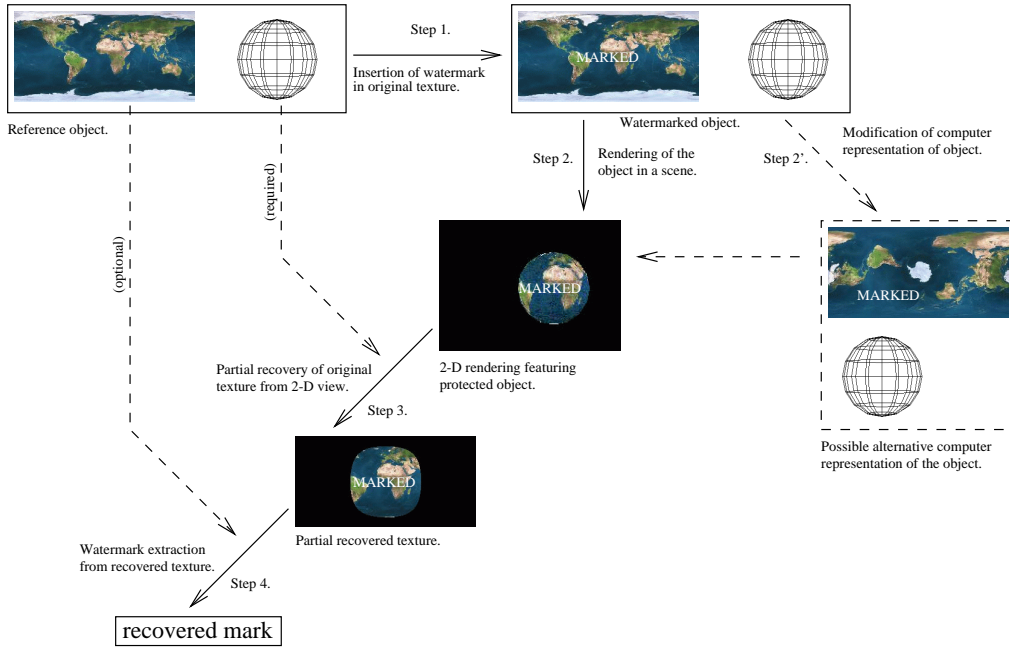 Step 1.
Insertion of watermark
in original texture.
MARKED
Reference object.
Watermarked object.
Step 2.
Rendering of the
object in a scene.
Step 2'.
Modification of computer
representation of object.
(required)
(optional)
MARKED
MARKED
Partial recovery of original
texture from 2-D view.
2-D rendering featuring
protected object.
Step 3.
Possible alternative computer
representation of the object.
MARKED
Partial recovered texture.
Watermark extraction
from recovered texture.
Step 4.
recovered mark